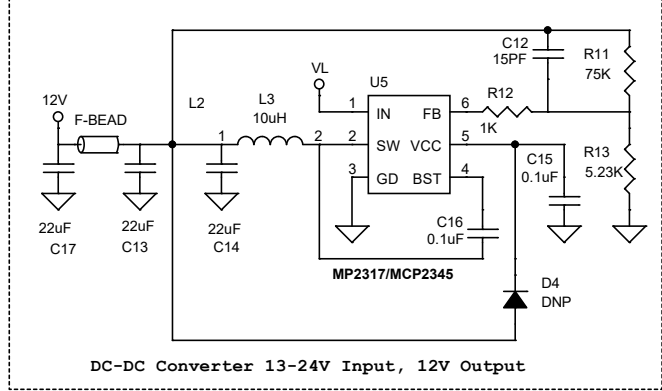 C12
15PF
R11
75K
VL
U5
12V
F-BEAD
L2
L3
10uH
R12
1K
1
2
1
IN
FB
6
2
SW
VCC
5
3
GD
BST
4
C15
0.1uF
R13
5.23K
22uF
C17
22uF
C13
22uF
C14
C16
0.1uF
MP2317/MCP2345
D4
DNP
DC-DC Converter 13-24V Input, 12V Output